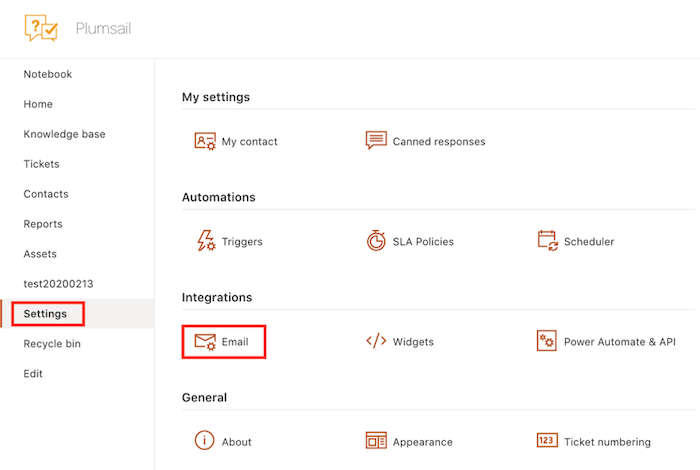 ?
Plumsail
Notebook
Home
Knowledge base
Tickets
Contacts
Reports
Assets
test20200213
Settings
Recycle bin
Edit
My settings
My contact
Canned responses
Automations
Triggers
SLA Policies
Scheduler
Integrations
Email
</> Widgets
Power Automate & API
General
i About
Appearance
123 Ticket numbering